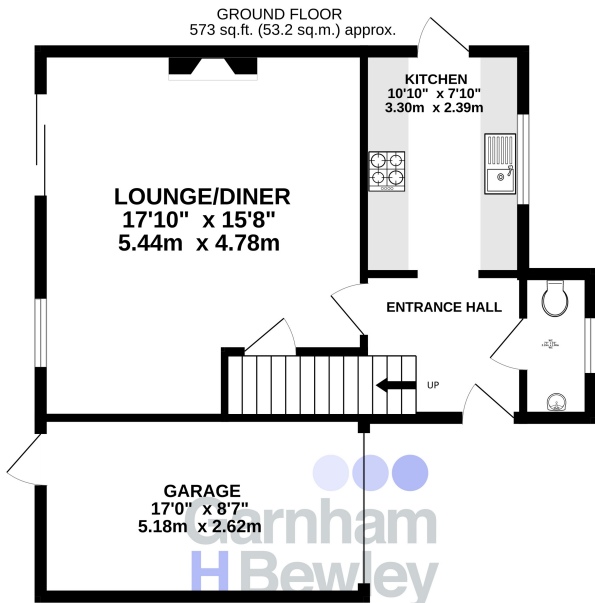 GROUND FLOOR
573 sq.ft. (53.2 sq.m.) approx.
KITCHEN
10'10" x 7'10"
3.30m x 2.39m
LOUNGE/DINER
17'10" x 15'8"
5.44m x 4.78m
ENTRANCE HALL
UP
GARAGE
17'0" x 8'7"
5.18m x 2.62m
Garnham
H Bewley